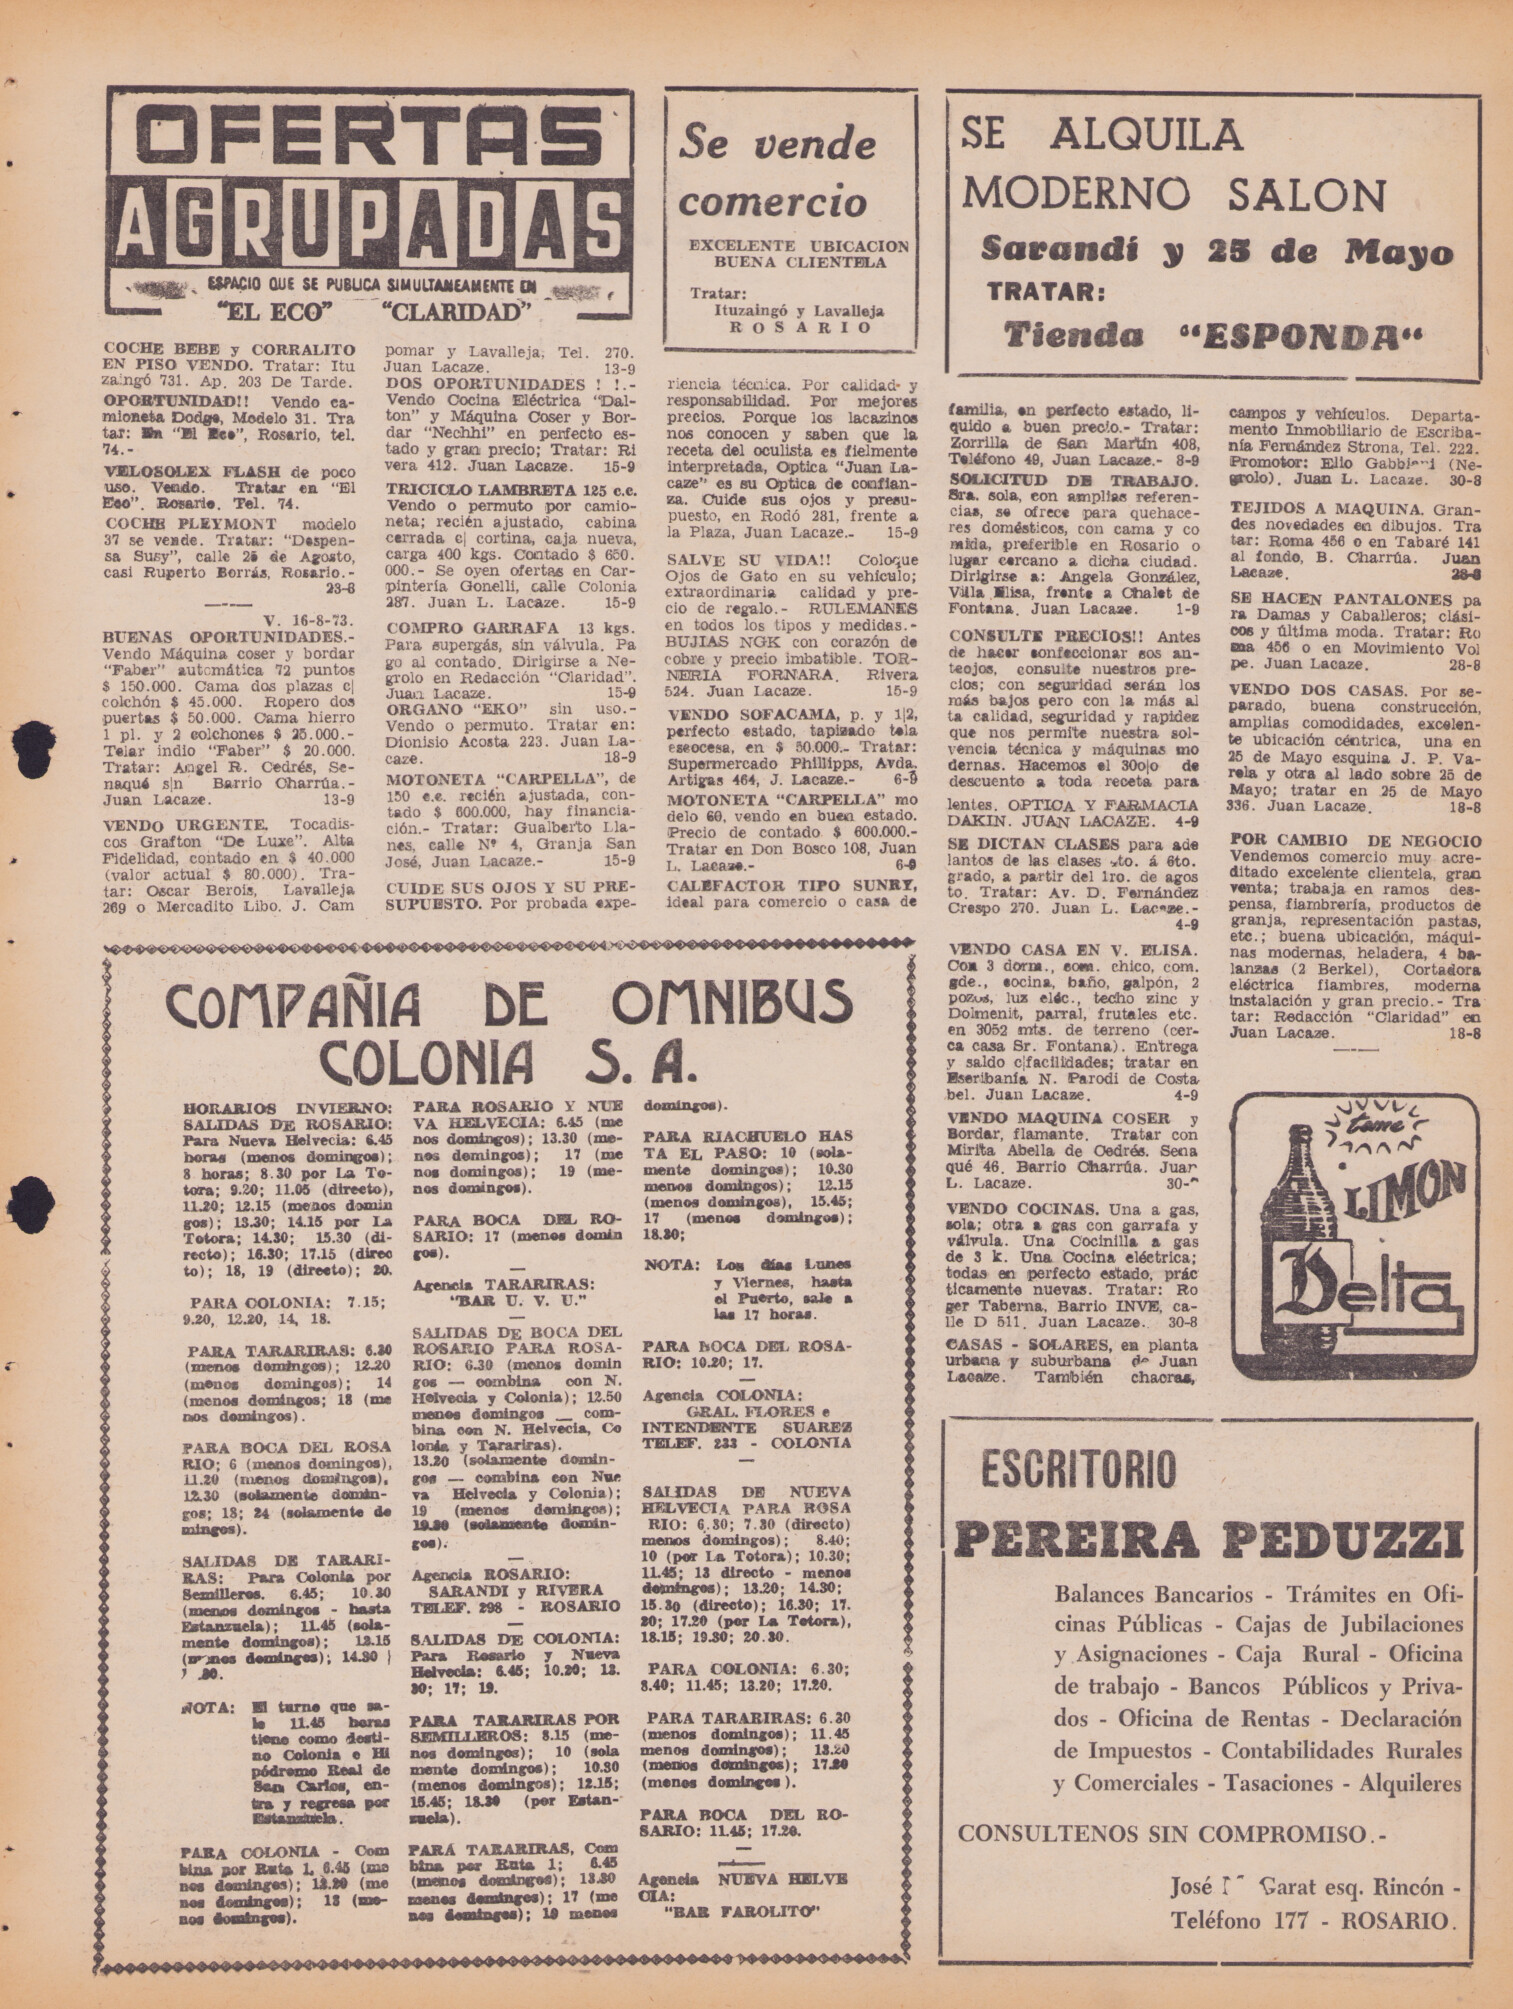 OFERTAS
AGRUPADAS
ESPACIO QUE SE PUBLICA SIMULTANEAMENTE EN
"EL ECO" "CLARIDAD"
COCHE BEBE y CORRALITO
EN PISO VENDO. Tratar: Itu
zaingó 731. Ap. 203 De Tarde.
OPORTUNIDAD!! Vendo ca-
mioneta Dodge, Modelo 31. Tra
tar: En "El Eco", Rosario, tel.
74.-
VELOSOLEX FLASH de poco
uso. Vendo. Tratar en "El
Eco". Rosario. Tel. 74.
COCHE PLEYMONT modelo
37 se vende. Tratar: "Despen-
sa Susy", calle 25 de Agosto,
casi Ruperto Borrás, Rosario.-
23-8
V. 16-8-73.
BUENAS OPORTUNIDADES.-
Vendo Máquina coser y bordar
"Faber" automática 72 puntos
$ 150.000. Cama dos plazas c|
colchón $ 45.000. Ropero dos
puertas $ 50.000. Cama hierro
1 pl. y 2 colchones $ 25.000.-
Telar indio "Faber" $ 20.000.
Tratar: Angel R. Cedrés, Se-
naqué s|n Barrio Charrúa.-
Juan Lacaze. 13-9
VENDO URGENTE. Tocadis-
cos Grafton "De Luxe". Alta
Fidelidad, contado en $ 40.000
(valor actual $ 80.000). Tra-
tar: Oscar Berois, Lavalleja
269 o Mercadito Libo. J. Cam
pomar y Lavalleja, Tel. 270.
Juan Lacaze. 13-9
DOS OPORTUNIDADES ! !.-
Vendo Cocina Eléctrica "Dal-
ton" y Máquina Coser y Bor-
dar "Nechhi" en perfecto es-
tado y gran precio; Tratar: Ri
vera 412. Juan Lacaze. 15-9
TRICICLO LAMBRETA 125 c.c.
Vendo o permuto por camio-
neta; recién ajustado, cabina
cerrada c| cortina, caja nueva,
carga 400 kgs. Contado $ 650.
000.- Se oyen ofertas en Car-
pintería Gonelli, calle Colonia
287. Juan L. Lacaze. 15-9
COMPRO GARRAFA 13 kgs.
Para supergás, sin válvula. Pa
go al contado. Dirigirse a Ne-
grolo en Redacción "Claridad".
Juan Lacaze. 15-9
ORGANO "EKO" sin uso.-
Vendo o permuto. Tratar en:
Dionisio Acosta 223. Juan La-
caze. 18-9
MOTONETA "CARPELLA", de
150 c.c. recién ajustada, con-
tado $ 600.000, hay financia-
ción.- Tratar: Gualberto Lla-
nes, calle Nº 4, Granja San
José, Juan Lacaze.- 15-9
CUIDE SUS OJOS Y SU PRE-
SUPUESTO. Por probada expe-
Se vende
comercio
EXCELENTE UBICACION
BUENA CLIENTELA
Tratar:
Ituzaingó y Lavalleja
ROSARIO
riencia técnica. Por calidad y
responsabilidad. Por mejores
precios. Porque los lacazinos
nos conocen y saben que la
receta del oculista es fielmente
interpretada, Optica "Juan La-
caze" es su Optica de confian-
za. Cuide sus ojos y presu-
puesto, en Rodó 281, frente a
la Plaza, Juan Lacaze.- 15-9
SALVE SU VIDA!! Coloque
Ojos de Gato en su vehículo;
extraordinaria calidad y pre-
cio de regalo.- RULEMANES
en todos los tipos y medidas.-
BUJIAS NGK con corazón de
cobre y precio imbatible. TOR-
NERIA FORNARA. Rivera
524. Juan Lacaze. 15-9
VENDO SOFACAMA, p. y 1|2,
perfecto estado, tapizado tela
escocesa, en $ 50.000.- Tratar:
Supermercado Phillipps, Avda.
Artigas 464, J. Lacaze.- 6-9
MOTONETA "CARPELLA" mo
delo 60, vendo en buen estado.
Precio de contado $ 600.000.-
Tratar en Don Bosco 108, Juan
L. Lacaze.- 6-9
CALEFACTOR TIPO SUNRY,
ideal para comercio o casa de
SE ALQUILA
MODERNO SALON
Sarandí y 25 de Mayo
TRATAR:
Tienda "ESPONDA"
familia, en perfecto estado, li-
quido a buen precio.- Tratar:
Zorrilla de San Martín 408,
Teléfono 49, Juan Lacaze.- 8-9
SOLICITUD DE TRABAJO.
Sra. sola, con amplias referen-
cias, se ofrece para quehace-
res domésticos, con cama y co
mida, preferible en Rosario o
lugar cercano a dicha ciudad.
Dirigirse a: Angela González,
Villa Elisa, frente a Chalet de
Fontana. Juan Lacaze. 1-9
CONSULTE PRECIOS!! Antes
de hacer confeccionar sos an-
teojos, consulte nuestros pre-
cios; con seguridad serán los
más bajos pero con la más al
ta calidad, seguridad y rapidez
que nos permite nuestra sol-
vencia técnica y máquinas mo
dernas. Hacemos el 30o|o de
descuento a toda receta para
lentes. OPTICA Y FARMACIA
DAKIN. JUAN LACAZE. 4-9
SE DICTAN CLASES para ade
lantos de las clases 4to. á 6to.
grado, a partir del 1ro. de agos
to. Tratar: Av. D. Fernández
Crespo 270. Juan L. Lacaze.-
4-9
VENDO CASA EN V. ELISA.
Con 3 dorm., com. chico, com.
gde., cocina, baño, galpón, 2
pozos, luz eléc., techo zinc y
Dolmenit, parral, frutales etc.
en 3052 mts. de terreno (cer-
ca casa Sr. Fontana). Entrega
y saldo c|facilidades; tratar en
Escribanía N. Parodi de Costa
bel. Juan Lacaze. 4-9
VENDO MAQUINA COSER y
Bordar, flamante. Tratar con
Mirita Abella de Cedrés. Sena
qué 46. Barrio Charrúa. Juan
L. Lacaze. 30-
VENDO COCINAS. Una a gas,
sola; otra a gas con garrafa y
válvula. Una Cocinilla a gas
de 3 k. Una Cocina eléctrica;
todas en perfecto estado, prác
ticamente nuevas. Tratar: Ro
ger Taberna, Barrio INVE, ca-
lle D 511. Juan Lacaze. 30-8
CASAS - SOLARES, en planta
urbana y suburbana de Juan
Lacaze. También chacras,
campos y vehículos. Departa-
mento Inmobiliario de Escriba-
nía Fernández Strona, Tel. 222.
Promotor: Elio Gabbiani (Ne-
grolo). Juan L. Lacaze. 30-8
TEJIDOS A MAQUINA. Gran-
des novedades en dibujos. Tra
tar: Roma 456 o en Tabaré 141
al fondo, B. Charrúa. Juan
Lacaze. 28-8
SE HACEN PANTALONES pa
ra Damas y Caballeros; clási-
cos y última moda. Tratar: Ro
ma 456 o en Movimiento Vol
pe. Juan Lacaze. 28-8
VENDO DOS CASAS. Por se-
parado, buena construcción,
amplias comodidades, excelen-
te ubicación céntrica, una en
25 de Mayo esquina J. P. Va-
rela y otra al lado sobre 25 de
Mayo; tratar en 25 de Mayo
336. Juan Lacaze. 18-8
POR CAMBIO DE NEGOCIO
Vendemos comercio muy acre-
ditado excelente clientela, gran
venta; trabaja en ramos des-
pensa, fiambrería, productos de
granja, representación pastas,
etc.; buena ubicación, máqui-
nas modernas, heladera, 4 ba-
lanzas (2 Berkel), Cortadora
eléctrica fiambres, moderna
instalación y gran precio.- Tra
tar: Redacción "Claridad" en
Juan Lacaze. 18-8
tome
LIMON
Delta
COMPAÑIA DE OMNIBUS
COLONIA S. A.
HORARIOS INVIERNO:
SALIDAS DE ROSARIO:
Para Nueva Helvecia: 6.45
horas (menos domingos);
8 horas; 8.30 por La To-
tora; 9.20; 11.05 (directo),
11.20; 12.15 (menos domin
gos); 13.30; 14.15 por La
Totora; 14.30; 15.30 (di-
recto); 16.30; 17.15 (direc
to); 18, 19 (directo); 20.
PARA COLONIA: 7.15;
9.20, 12.20, 14, 18.
PARA TARARIRAS: 6.30
(menos domingos); 12.20
(menos domingos); 14
(menos domingos; 18 (me
nos domingos).
PARA BOCA DEL ROSA
RIO; 6 (menos domingos),
11.20 (menos domingos),
12.30 (solamente domin-
gos; 18; 24 (solamente do
mingos).
SALIDAS DE TARARI-
RAS: Para Colonia por
Semilleros. 6.45; 10.30
(menos domingos - hasta
Estanzuela); 11.45 (sola-
mente domingos); 12.15
(menos domingos); 14.30
NOTA: El turno que sa-
le 11.45 horas
tiene como desti-
no Colonia e Hi
pódromo Real de
San Carlos, en-
tra y regresa por
Estanzuela.
PARA COLONIA - Com
bina por Ruta 1, 6.45 (me
nos domingos); 13.20 (me
nos domingos); 18 (me-
nos domingos).
PARA ROSARIO Y NUE
VA HELVECIA: 6.45 (me
nos domingos); 13.30 (me-
nos domingos); 17 (me
nos domingos); 19 (me-
nos domingos).
PARA BOCA DEL RO-
SARIO: 17 (menos domin
gos).
Agencia TARARIRAS:
"BAR U. V. U."
SALIDAS DE BOCA DEL
ROSARIO PARA ROSA-
RIO: 6.30 (menos domin
gos — combina con N.
Helvecia y Colonia); 12.50
menos domingos — com-
bina con N. Helvecia, Co
lonia y Tarariras).
13.20 (solamente domin-
gos — combina con Nue
va Helvecia y Colonia);
19 (menos domingos);
19.30 (solamente domin-
gos).
Agencia ROSARIO:
SARANDI y RIVERA
TELEF. 298 - ROSARIO
SALIDAS DE COLONIA:
Para Rosario y Nueva
Helvecia: 6.45; 10.20; 13.
30; 17; 19.
PARA TARARIRAS POR
SEMILLEROS: 8.15 (me-
nos domingos); 10 (sola
mente domingos); 10.30
(menos domingos); 12.15;
15.45; 18.30 (por Estan-
zuela).
PARA TARARIRAS, Com
bina por Ruta 1; 6.45
(menos domingos); 13.30
menos domingos); 17 (me
nos domingos); 19 menos
domingos).
PARA RIACHUELO HAS
TA EL PASO: 10 (sola-
mente domingos); 10.30
menos domingos); 12.15
(menos domingos), 15.45;
17 (menos domingos);
18.30;
NOTA: Los días Lunes
y Viernes, hasta
el Puerto, sale a
las 17 horas.
PARA BOCA DEL ROSA-
RIO: 10.20; 17.
Agencia COLONIA:
GRAL. FLORES e
INTENDENTE SUAREZ
TELEF. 233 - COLONIA
SALIDAS DE NUEVA
HELVECIA PARA ROSA
RIO: 6.30; 7.30 (directo)
menos domingos); 8.40;
10 (por La Totora); 10.30;
11.45; 13 directo - menos
domingos); 13.20; 14.30;
15.30 (directo); 16.30; 17.
20; 17.20 (por La Totora),
18.15; 19.30; 20.30.
PARA COLONIA: 6.30;
8.40; 11.45; 13.20; 17.20.
PARA TARARIRAS: 6.30
(menos domingos); 11.45
menos domingos); 13.20
(menos domingos); 17.20
(menos domingos).
PARA BOCA DEL RO-
SARIO: 11.45; 17.20.
Agencia NUEVA HELVE
CIA:
"BAR FAROLITO"
ESCRITORIO
PEREIRA PEDUZZI
Balances Bancarios - Trámites en Ofi-
cinas Públicas - Cajas de Jubilaciones
y Asignaciones - Caja Rural - Oficina
de trabajo - Bancos Públicos y Priva-
dos - Oficina de Rentas - Declaración
de Impuestos - Contabilidades Rurales
y Comerciales - Tasaciones - Alquileres
CONSULTENOS SIN COMPROMISO.-
José Garat esq. Rincón -
Teléfono 177 - ROSARIO.